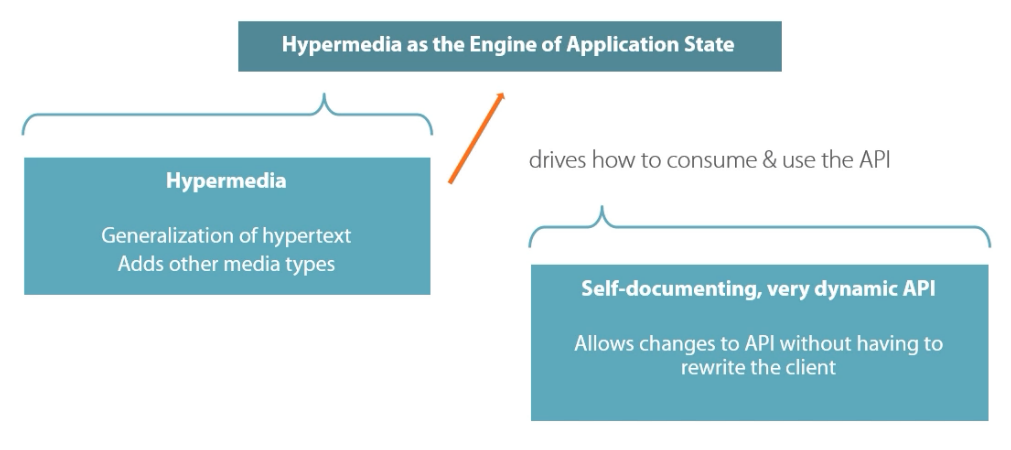 Hypermedia as the Engine of Application State
Hypermedia
Generalization of hypertext
Adds other media types
drives how to consume & use the API
Self-documenting, very dynamic API
Allows changes to API without having to
rewrite the client